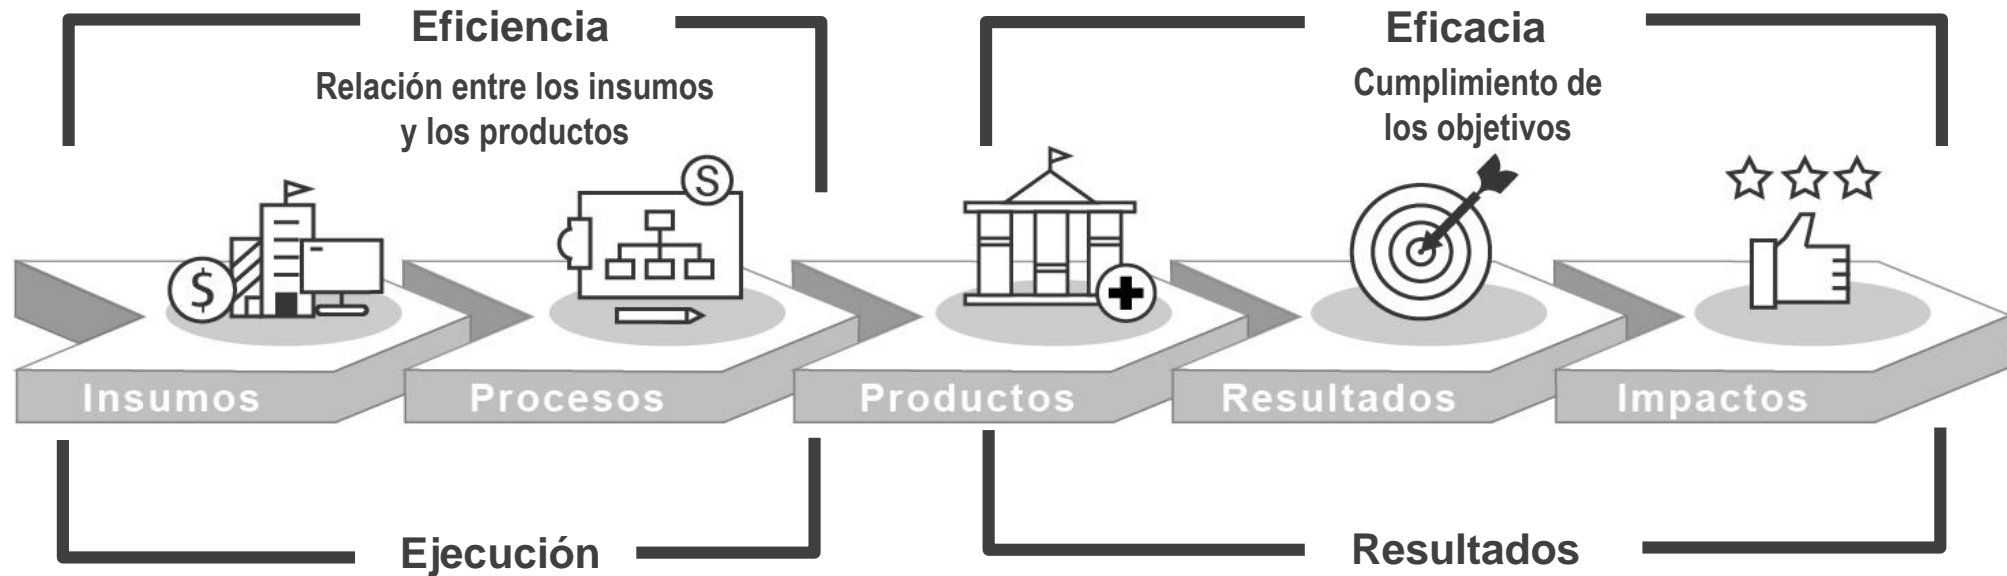 Eficiencia
Relación entre los insumos
y los productos
Eficacia
Cumplimiento de
los objetivos
$
S
Insumos
Procesos
Productos
Resultados
Impactos
Ejecución
Resultados